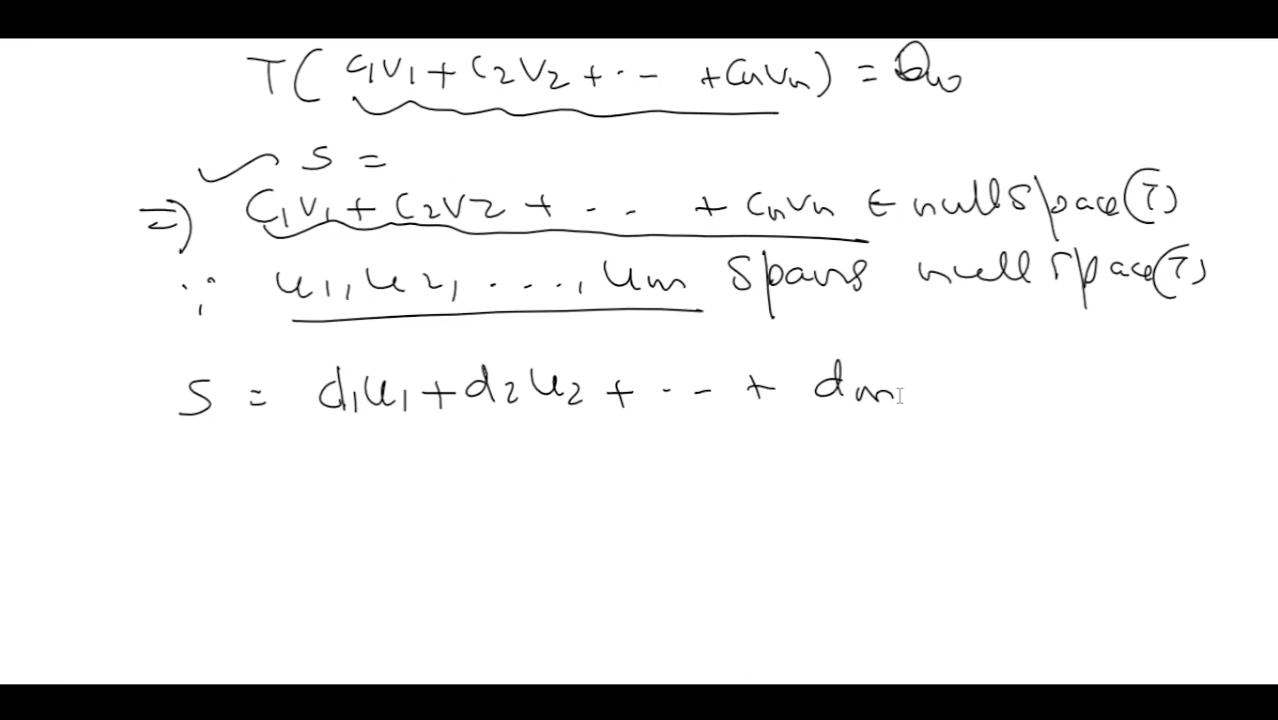 T( c₁v₁ + c₂v₂ + ·· — + cₙvₙ ) = 0w
S =
⇒) c₁v₁ + c₂v₂ + · - . + cₙvₙ ∈ nullspace(T)
∵ u₁, u₂, . . . , uₘ spans nullspace(T)
S = d₁u₁ + d₂u₂ + · - — + dₘ